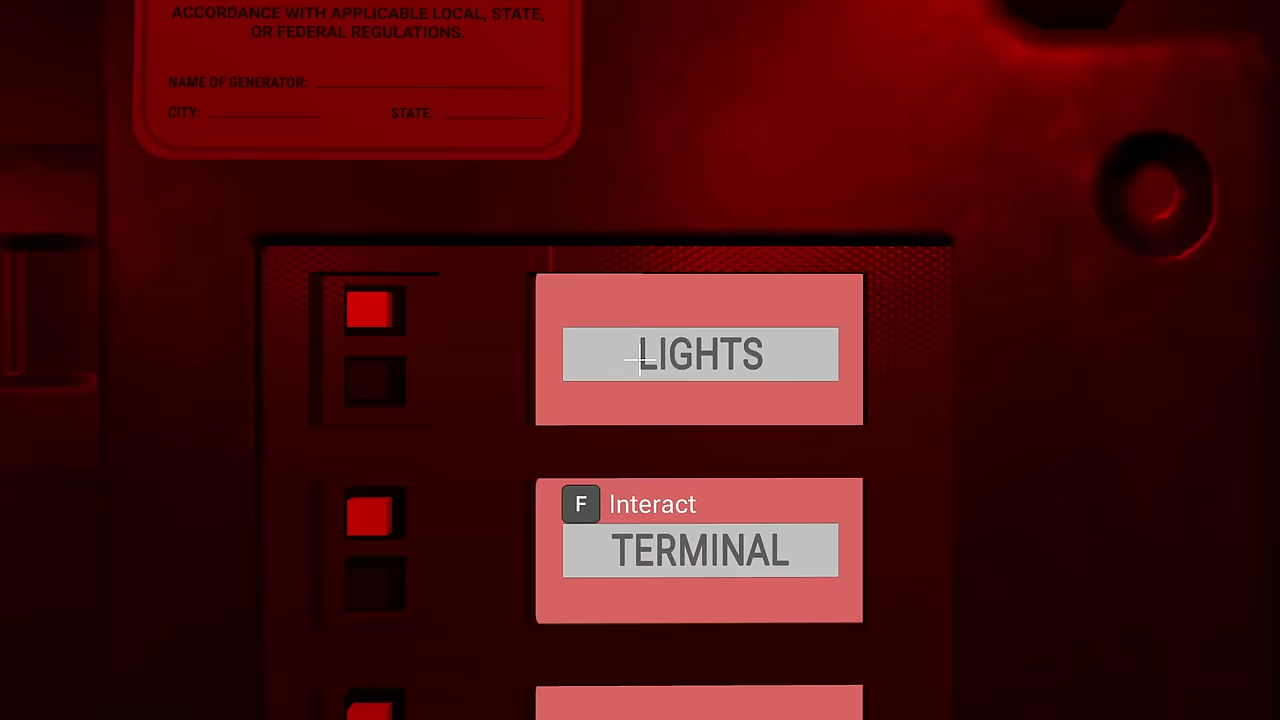 ACCORDANCE WITH APPLICABLE LOCAL, STATE,
OR FEDERAL REGULATIONS.
NAME OF GENERATOR:
CITY: STATE:
LIGHTS
F Interact
TERMINAL